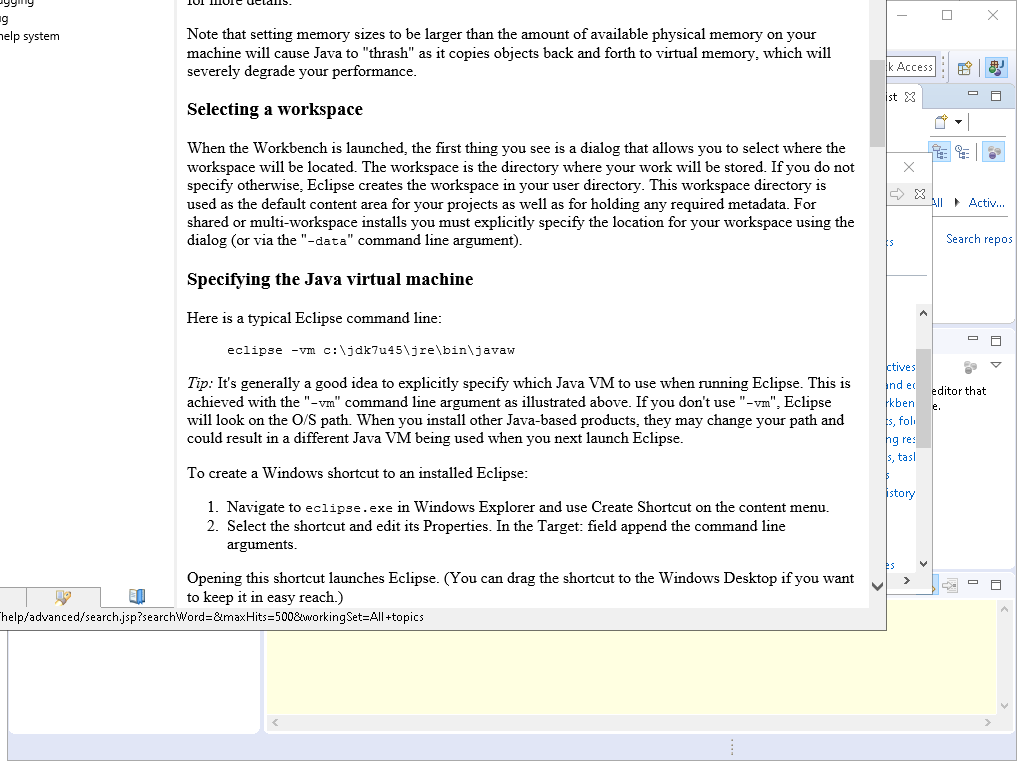 for more details.
help system
Note that setting memory sizes to be larger than the amount of available physical memory on your
machine will cause Java to "thrash" as it copies objects back and forth to virtual memory, which will
severely degrade your performance.
Selecting a workspace
When the Workbench is launched, the first thing you see is a dialog that allows you to select where the
workspace will be located. The workspace is the directory where your work will be stored. If you do not
specify otherwise, Eclipse creates the workspace in your user directory. This workspace directory is
used as the default content area for your projects as well as for holding any required metadata. For
shared or multi-workspace installs you must explicitly specify the location for your workspace using the
dialog (or via the "-data" command line argument).
Specifying the Java virtual machine
Here is a typical Eclipse command line:
eclipse -vm c:\jdk7u45\jre\bin\javaw
Tip: It's generally a good idea to explicitly specify which Java VM to use when running Eclipse. This is
achieved with the "-vm" command line argument as illustrated above. If you don't use "-vm", Eclipse
will look on the O/S path. When you install other Java-based products, they may change your path and
could result in a different Java VM being used when you next launch Eclipse.
To create a Windows shortcut to an installed Eclipse:
1. Navigate to eclipse.exe in Windows Explorer and use Create Shortcut on the content menu.
2. Select the shortcut and edit its Properties. In the Target: field append the command line
arguments.
Opening this shortcut launches Eclipse. (You can drag the shortcut to the Windows Desktop if you want
to keep it in easy reach.)
help/advanced/search.jsp?searchWord=&maxHits=500&workingSet=All+topics
k Access
ist
All
Activ...
Search repos
ctives
rkben
s, fol
ng res
s, tasl
istory
es
editor that
e.